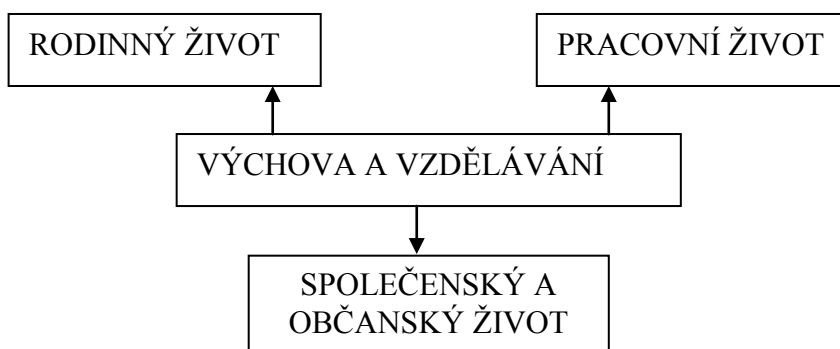 RODINNÝ ŽIVOT
PRACOVNÍ ŽIVOT
VÝCHOVA A VZDĚLÁVÁNÍ
SPOLEČENSKÝ A
OBČANSKÝ ŽIVOT